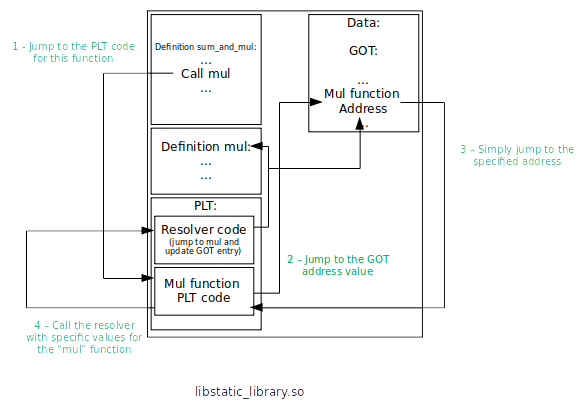 1 - Jump to the PLT code
for this function
Definition sum_and_mul:
...
Call mul
...
Data:
GOT:
...
Mul function
Address
...
Definition mul:
...
...
3 – Simply jump to the
specified address
PLT:
Resolver code
(jump to mul and
update GOT entry)
Mul function
PLT code
2 – Jump to the GOT
address value
4 – Call the resolver
with specific values for
the "mul" function
libstatic_library.so